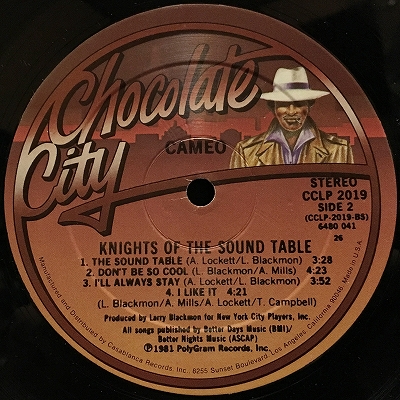 Chocolate
City
CAMEO
STEREO
CCLP 2019
SIDE 2
(CCLP-2019-BS)
6480 041
26
KNIGHTS OF THE SOUND TABLE
1. THE SOUND TABLE (A. Lockett/L. Blackmon) 3:28
2. DON'T BE SO COOL (L. Blackmon/A. Mills) 4:23
3. I'LL ALWAYS STAY (A. Lockett/L. Blackmon) 3:52
4. I LIKE IT 4:21
(L. Blackmon/A. Mills/A. Lockett/T. Campbell)
Produced by Larry Blackmon for New York City Players, Inc.
All songs published by Better Days Music (BMI)/
Better Nights Music (ASCAP)
℗ 1981 PolyGram Records, Inc.
Manufactured and Distributed by Casablanca Records, Inc., 8255 Sunset Boulevard, Los Angeles, California 90046, Made in U.S.A.